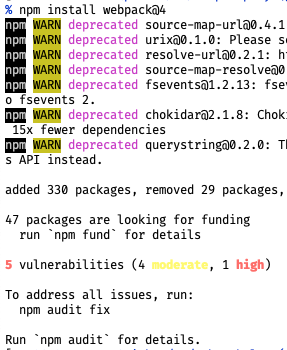 % npm install webpack@4
npm WARN deprecated source-map-url@0.4.1
npm WARN deprecated urix@0.1.0: Please se
npm WARN deprecated resolve-url@0.2.1: ht
npm WARN deprecated source-map-resolve@0
npm WARN deprecated fsevents@1.2.13: fsev
o fsevents 2.
npm WARN deprecated chokidar@2.1.8: Choki
 15x fewer dependencies
npm WARN deprecated querystring@0.2.0: Th
s API instead.

added 330 packages, removed 29 packages,

47 packages are looking for funding
  run `npm fund` for details

5 vulnerabilities (4 moderate, 1 high)

To address all issues, run:
  npm audit fix

Run `npm audit` for details.